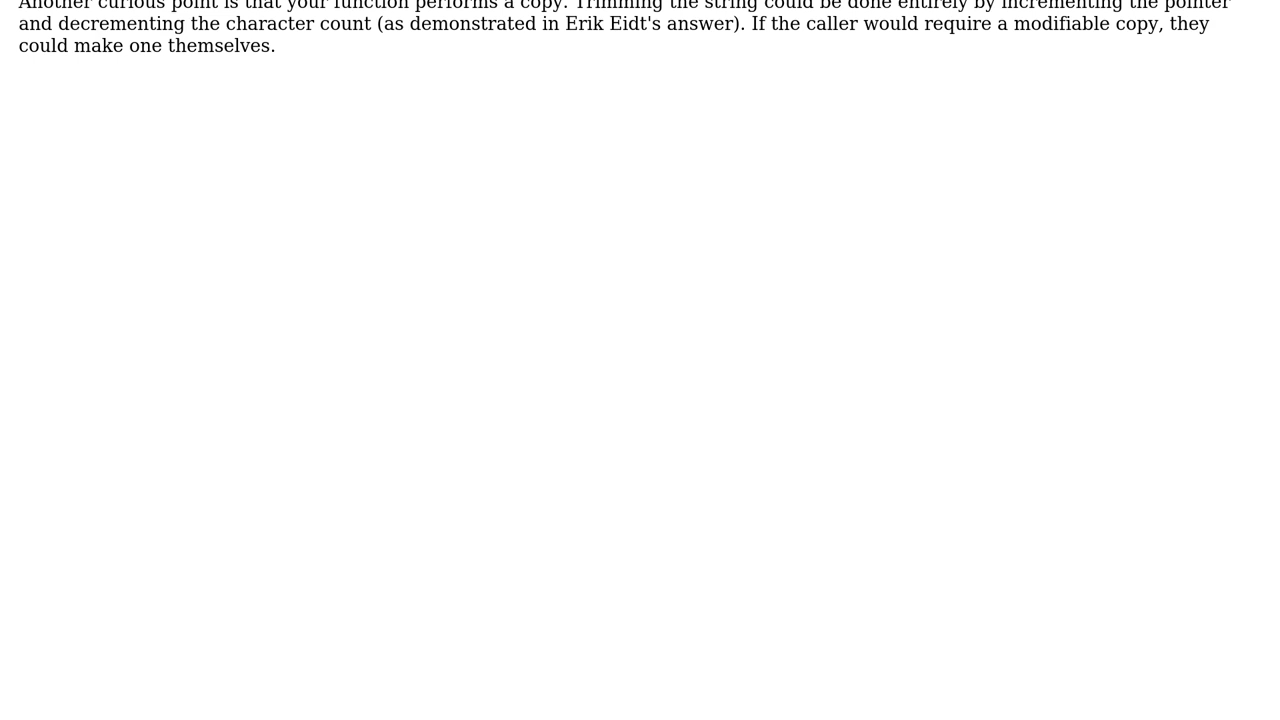 Another curious point is that your function performs a copy. Trimming the string could be done entirely by incrementing the pointer
and decrementing the character count (as demonstrated in Erik Eidt's answer). If the caller would require a modifiable copy, they
could make one themselves.